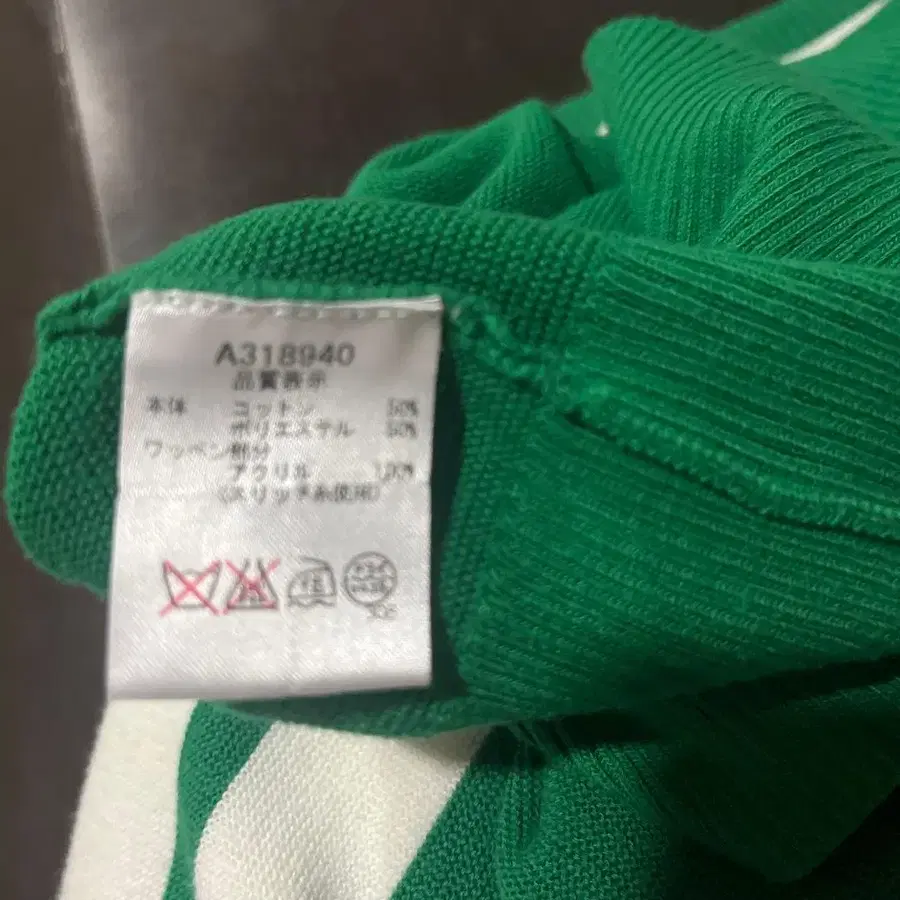 A318940
品質表示
本体 コットン 50%
ポリエステル 50%
ワッペン部分
アクリル 100%
(スリッチ糸使用)